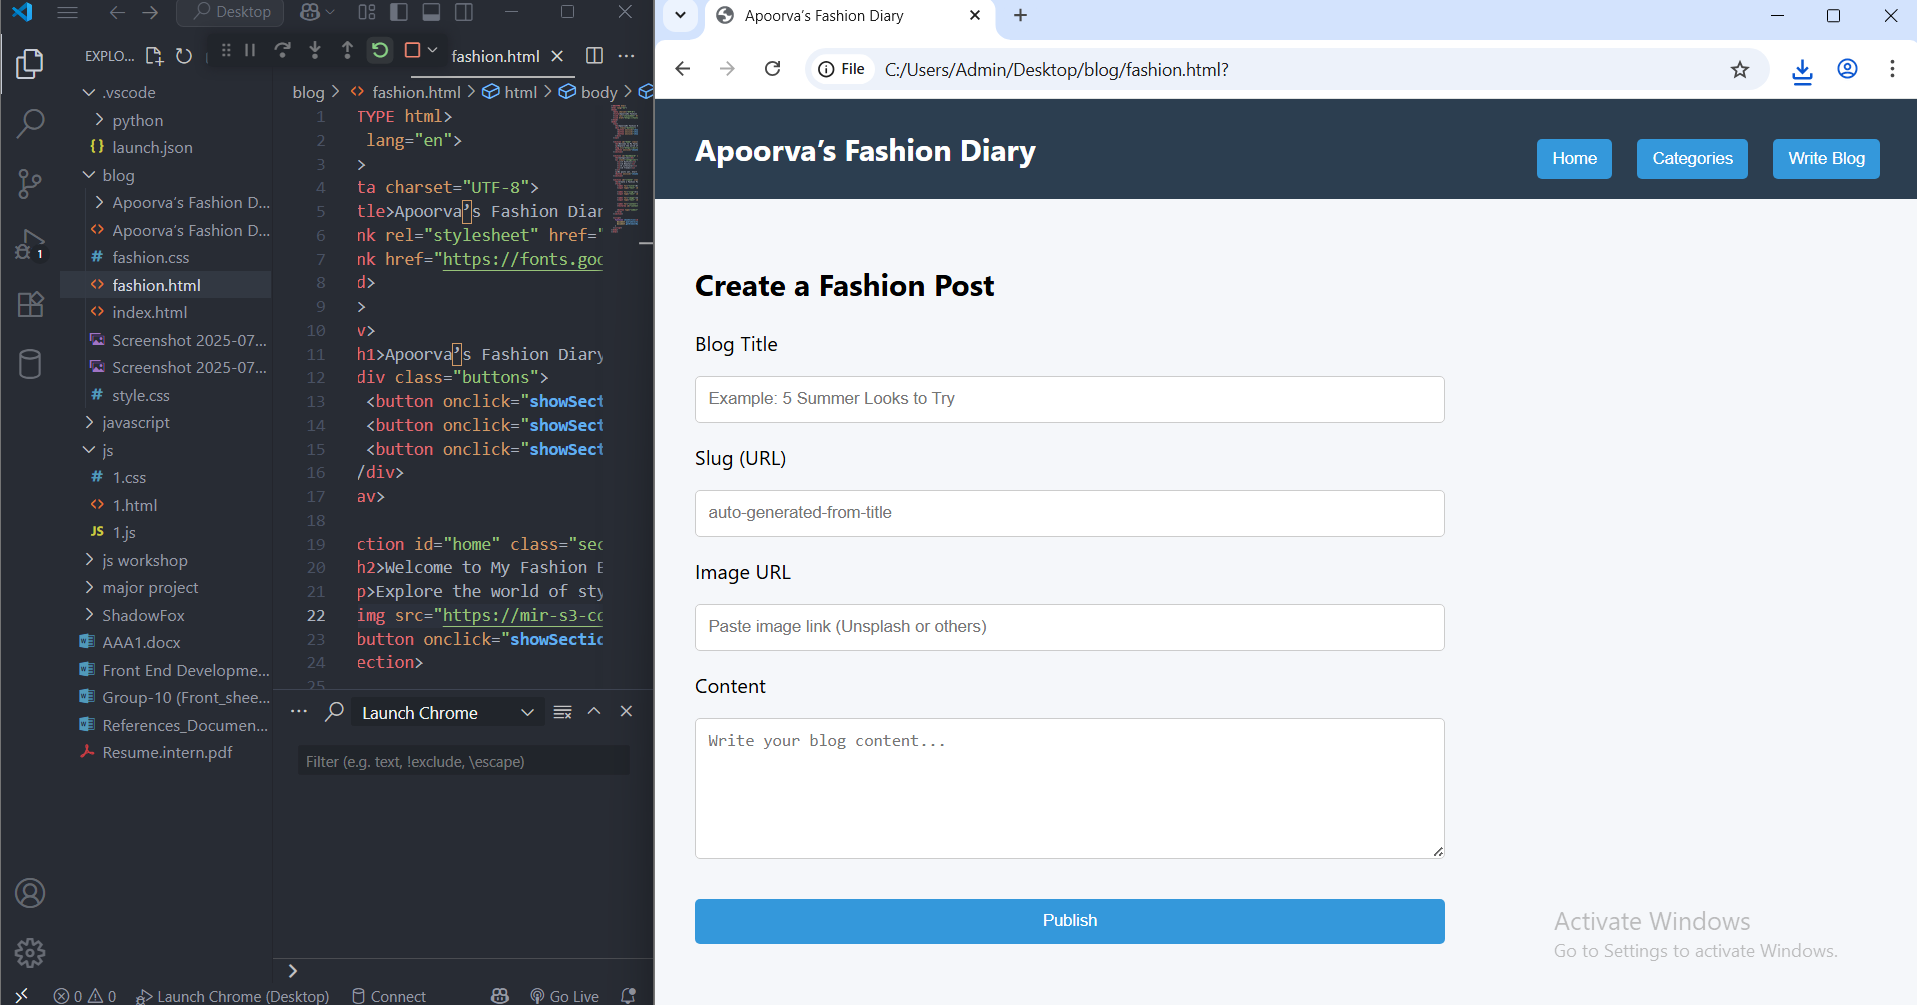 Desktop
EXPLO...
fashion.html
.vscode
python
launch.json
blog
Apoorva's Fashion D...
Apoorva's Fashion D...
fashion.css
fashion.html
index.html
Screenshot 2025-07...
Screenshot 2025-07...
style.css
javascript
js
1.css
1.html
JS 1.js
js workshop
major project
ShadowFox
AAA1.docx
Front End Developme...
Group-10 (Front_shee...
References_Documen...
Resume.intern.pdf
1
blog > fashion.html > html > body >
1 TYPE html>
2 lang="en">
3 >
4 ta charset="UTF-8">
5 tle>Apoorva’s Fashion Diar
6 nk rel="stylesheet" href="
7 nk href="https://fonts.goo
8 d>
9 >
10 v>
11 h1>Apoorva’s Fashion Diary
12 div class="buttons">
13 <button onclick="showSect
14 <button onclick="showSect
15 <button onclick="showSect
16 /div>
17 av>
18
19 ction id="home" class="sec
20 h2>Welcome to My Fashion B
21 p>Explore the world of sty
22 img src="https://mir-s3-cd
23 button onclick="showSectio
24 ection>
25
Launch Chrome
Filter (e.g. text, !exclude, \escape)
0 0 Launch Chrome (Desktop) Connect Go Live
Apoorva’s Fashion Diary
File C:/Users/Admin/Desktop/blog/fashion.html?
Apoorva’s Fashion Diary
Home Categories Write Blog
Create a Fashion Post
Blog Title
Example: 5 Summer Looks to Try
Slug (URL)
auto-generated-from-title
Image URL
Paste image link (Unsplash or others)
Content
Write your blog content...
Publish
Activate Windows
Go to Settings to activate Windows.